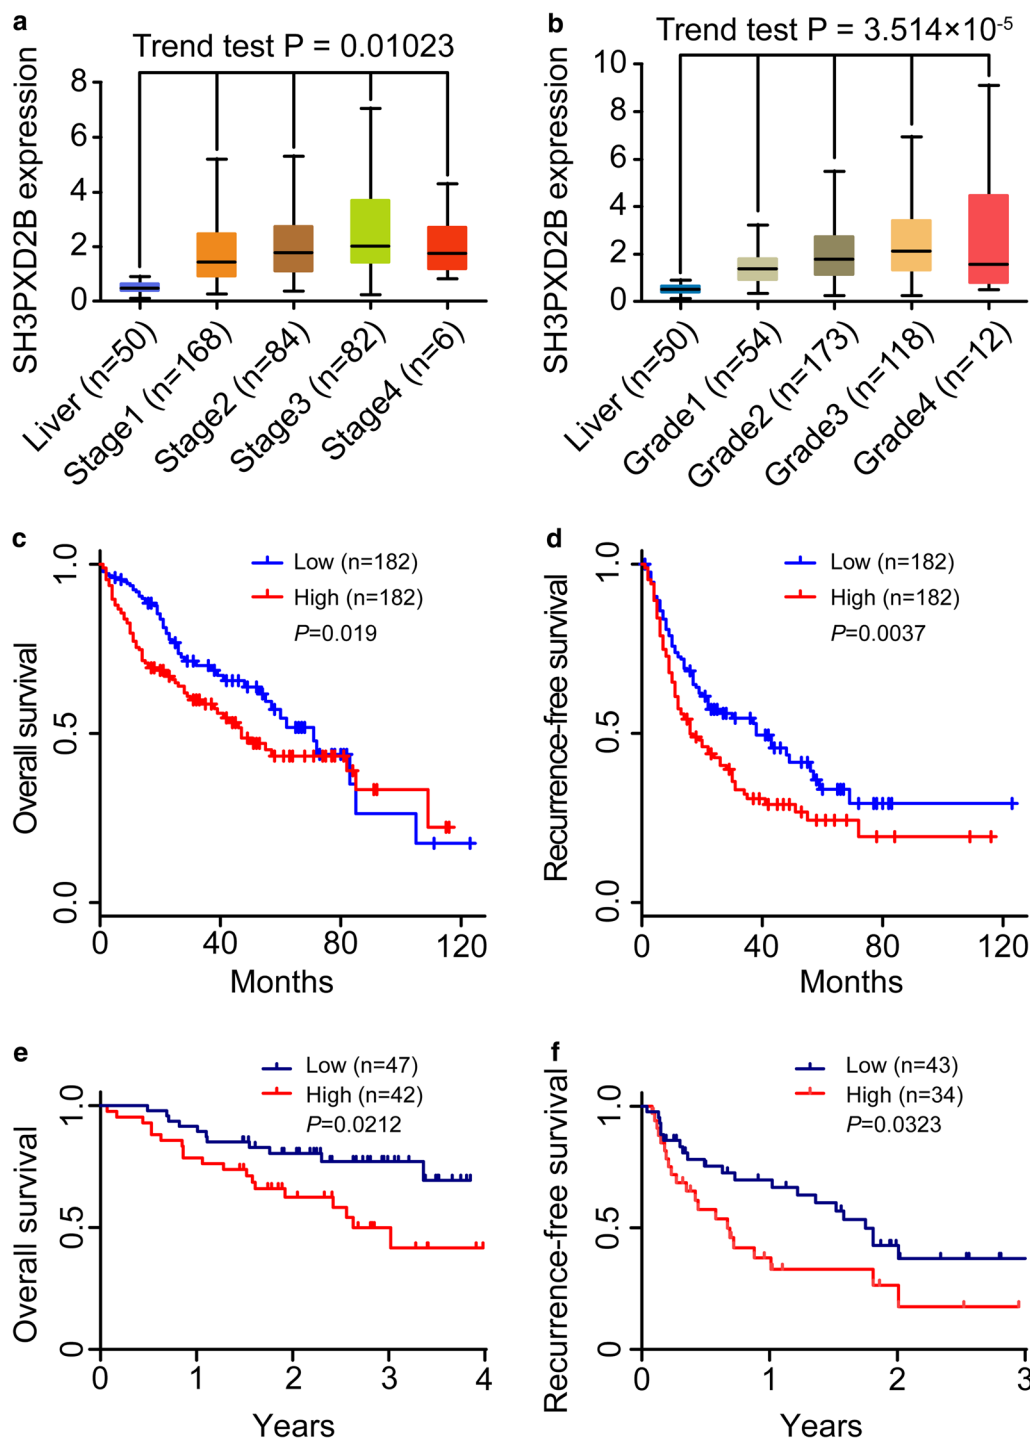 a
Trend test P = 0.01023
SH3PXD2B expression
8
6
4
2
0
Liver (n=50)
Stage1 (n=168)
Stage2 (n=84)
Stage3 (n=82)
Stage4 (n=6)
b
Trend test P = 3.514×10-5
SH3PXD2B expression
10
8
6
4
2
0
Liver (n=50)
Grade1 (n=54)
Grade2 (n=173)
Grade3 (n=118)
Grade4 (n=12)
c
Overall survival
1.0
0.5
0.0
Low (n=182)
High (n=182)
P=0.019
0 40 80 120
Months
d
Recurrence-free survival
1.0
0.5
0.0
Low (n=182)
High (n=182)
P=0.0037
0 40 80 120
Months
e
Overall survival
1.0
0.5
0
Low (n=47)
High (n=42)
P=0.0212
0 1 2 3 4
Years
f
Recurrence-free survival
1.0
0.5
0
Low (n=43)
High (n=34)
P=0.0323
0 1 2 3
Years